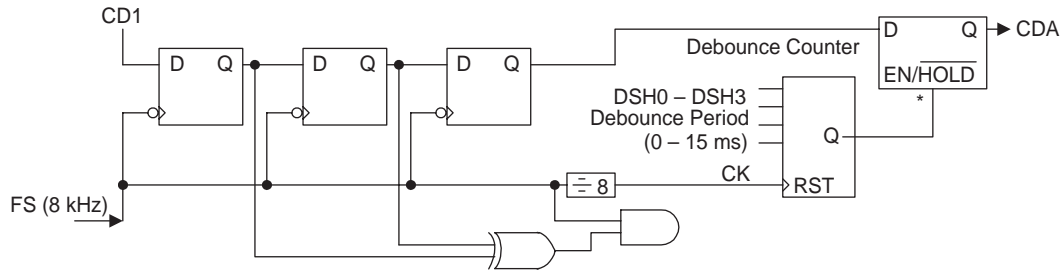 CD1
D Q
D Q
D Q
FS (8 kHz)
÷ 8
Debounce Counter
DSH0 – DSH3
Debounce Period
(0 – 15 ms)
CK
Q
RST
D Q
EN/HOLD
*
CDA